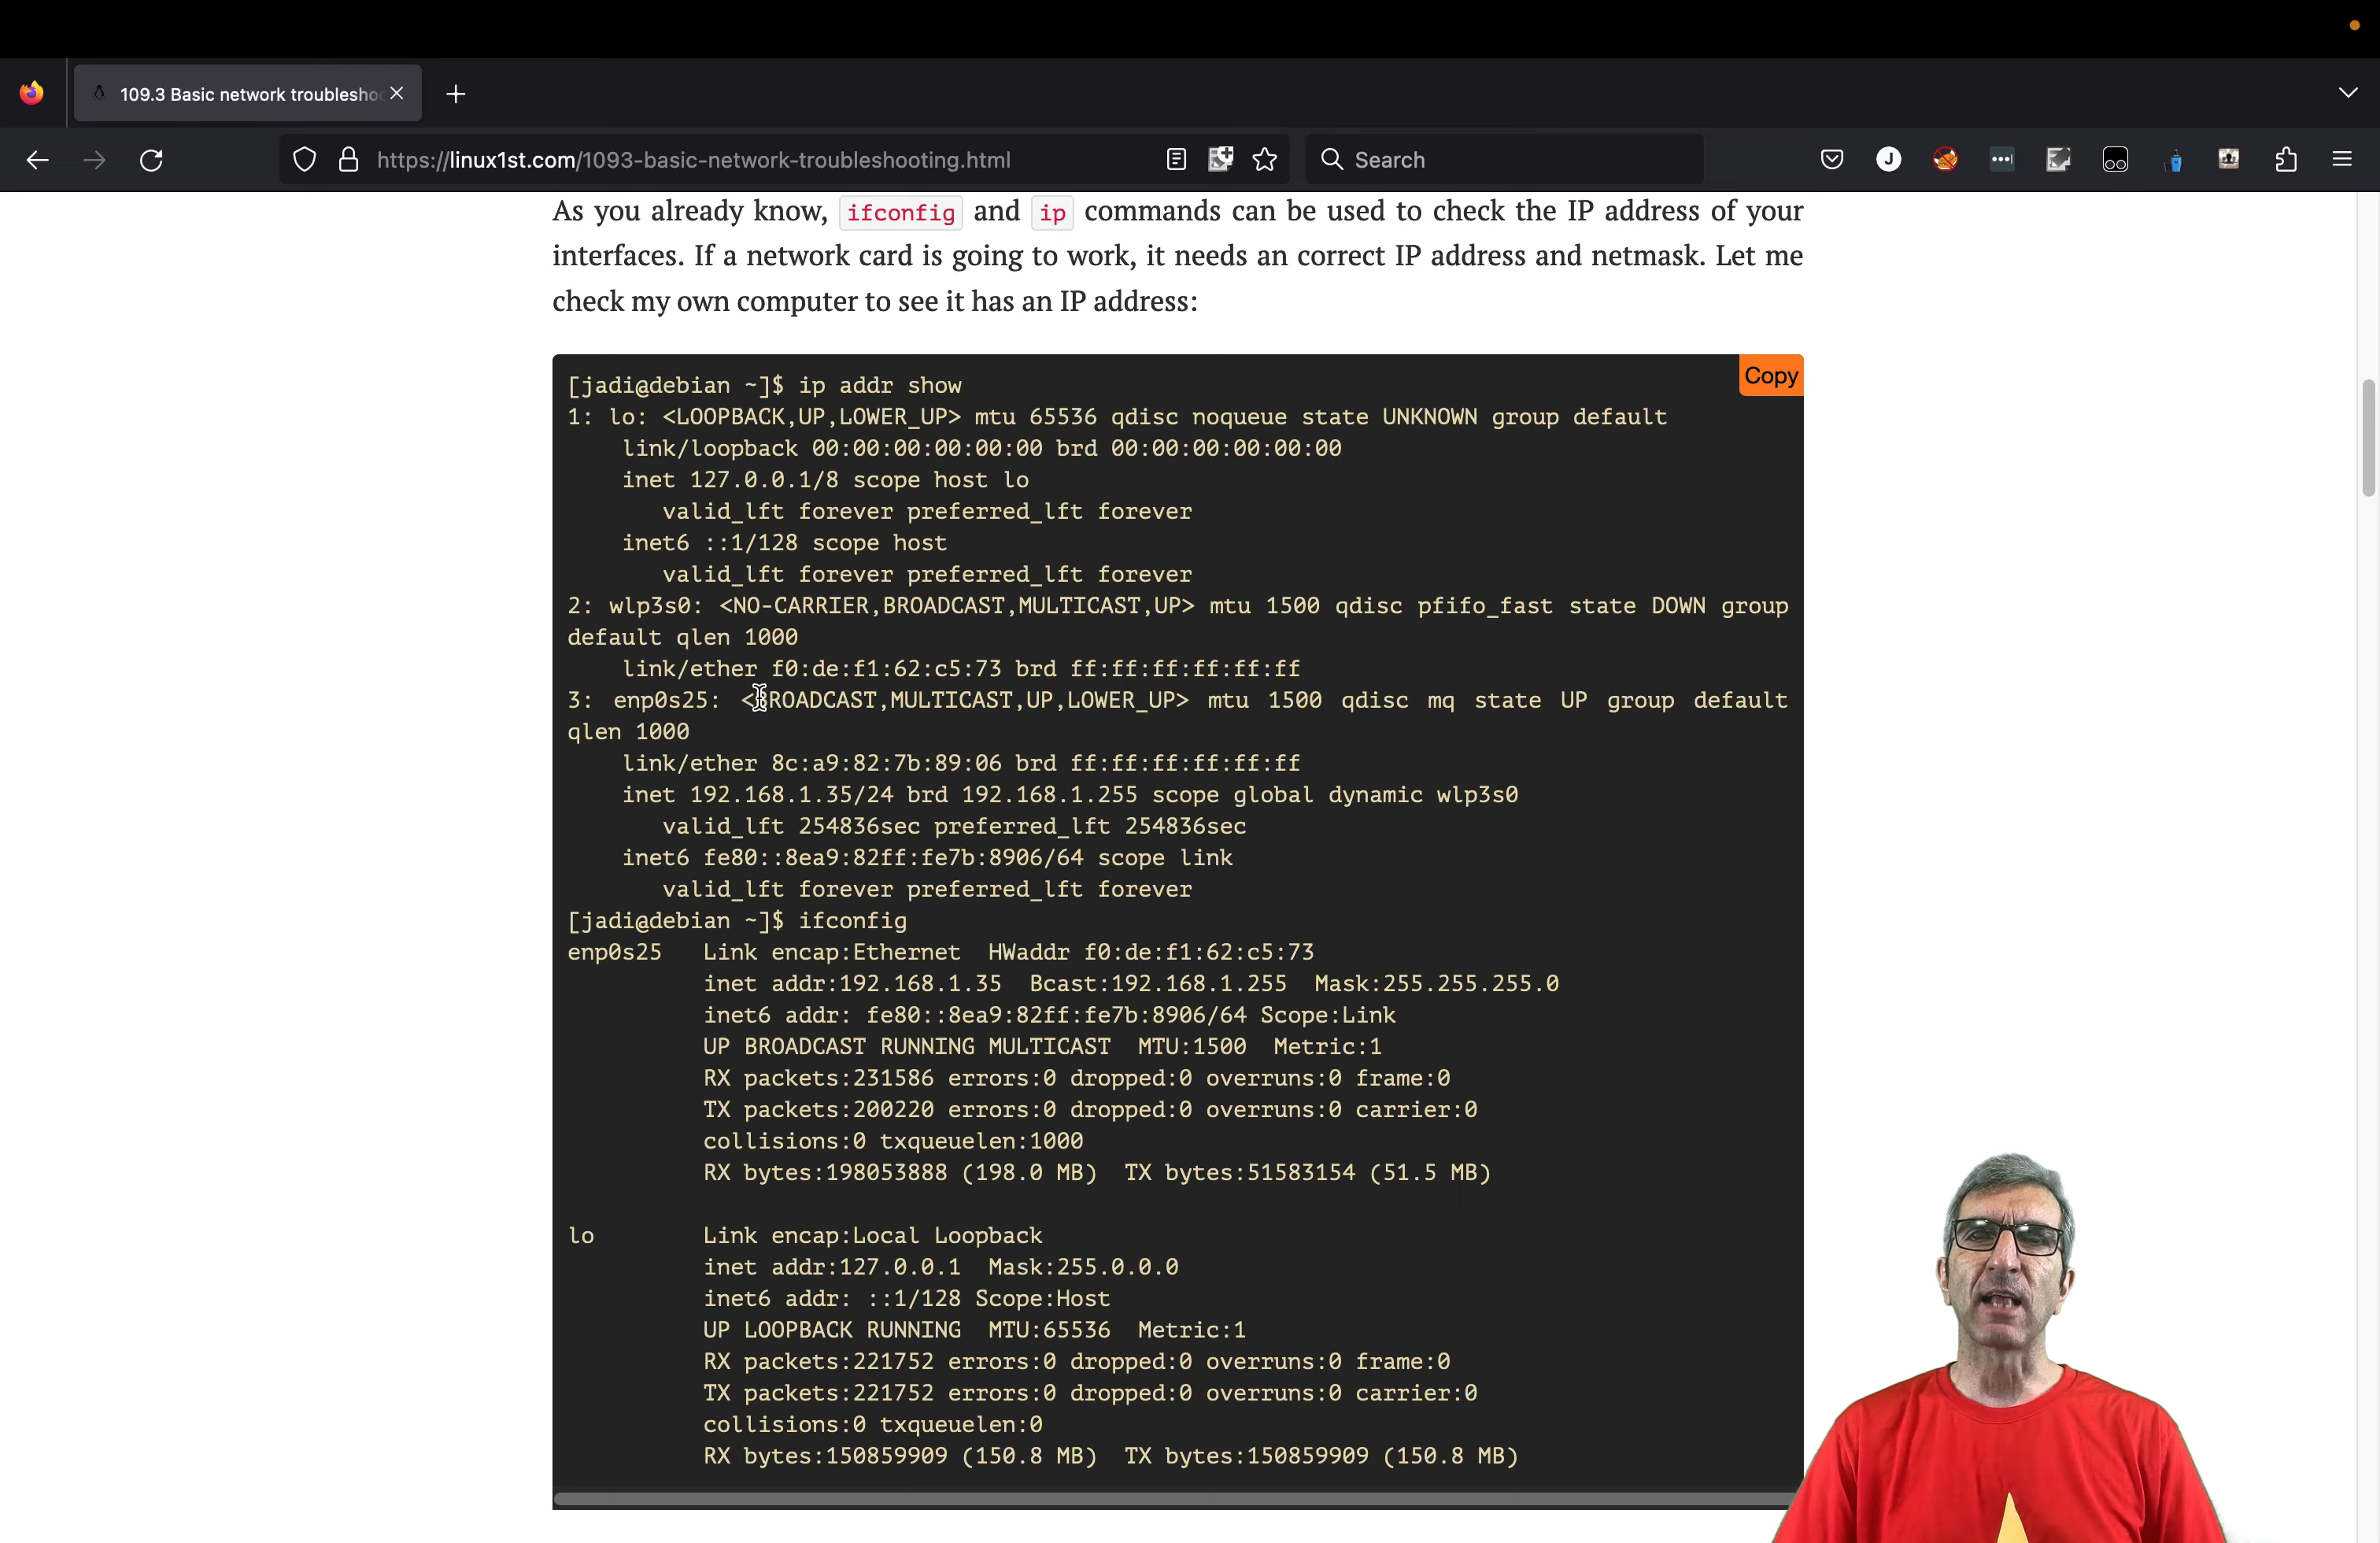 109.3 Basic network troublesho
https://linux1st.com/1093-basic-network-troubleshooting.html
Search
J
As you already know, ifconfig and ip commands can be used to check the IP address of your
interfaces. If a network card is going to work, it needs an correct IP address and netmask. Let me
check my own computer to see it has an IP address:
Copy
[jadi@debian ~]$ ip addr show
1: lo: <LOOPBACK,UP,LOWER_UP> mtu 65536 qdisc noqueue state UNKNOWN group default
link/loopback 00:00:00:00:00:00 brd 00:00:00:00:00:00
inet 127.0.0.1/8 scope host lo
valid_lft forever preferred_lft forever
inet6 ::1/128 scope host
valid_lft forever preferred_lft forever
2: wlp3s0: <NO-CARRIER,BROADCAST,MULTICAST,UP> mtu 1500 qdisc pfifo_fast state DOWN group
default qlen 1000
link/ether f0:de:f1:62:c5:73 brd ff:ff:ff:ff:ff:ff
3: enp0s25: <BROADCAST,MULTICAST,UP,LOWER_UP> mtu 1500 qdisc mq state UP group default
qlen 1000
link/ether 8c:a9:82:7b:89:06 brd ff:ff:ff:ff:ff:ff
inet 192.168.1.35/24 brd 192.168.1.255 scope global dynamic wlp3s0
valid_lft 254836sec preferred_lft 254836sec
inet6 fe80::8ea9:82ff:fe7b:8906/64 scope link
valid_lft forever preferred_lft forever
[jadi@debian ~]$ ifconfig
enp0s25 Link encap:Ethernet HWaddr f0:de:f1:62:c5:73
inet addr:192.168.1.35 Bcast:192.168.1.255 Mask:255.255.255.0
inet6 addr: fe80::8ea9:82ff:fe7b:8906/64 Scope:Link
UP BROADCAST RUNNING MULTICAST MTU:1500 Metric:1
RX packets:231586 errors:0 dropped:0 overruns:0 frame:0
TX packets:200220 errors:0 dropped:0 overruns:0 carrier:0
collisions:0 txqueuelen:1000
RX bytes:198053888 (198.0 MB) TX bytes:51583154 (51.5 MB)
lo Link encap:Local Loopback
inet addr:127.0.0.1 Mask:255.0.0.0
inet6 addr: ::1/128 Scope:Host
UP LOOPBACK RUNNING MTU:65536 Metric:1
RX packets:221752 errors:0 dropped:0 overruns:0 frame:0
TX packets:221752 errors:0 dropped:0 overruns:0 carrier:0
collisions:0 txqueuelen:0
RX bytes:150859909 (150.8 MB) TX bytes:150859909 (150.8 MB)